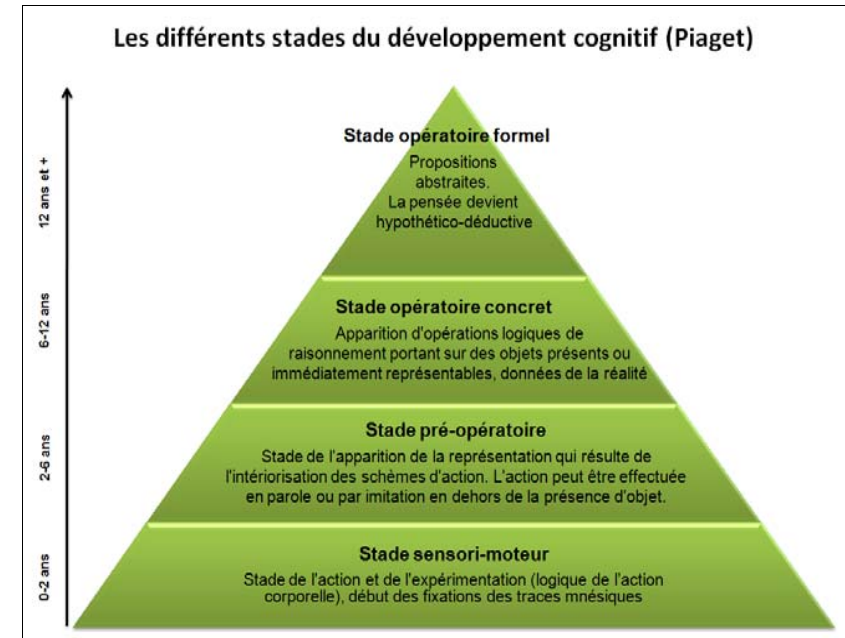 Les différents stades du développement cognitif (Piaget)
12 ans et +
Stade opératoire formel
Propositions
abstraites.
La pensée devient
hypothético-déductive
6-12 ans
Stade opératoire concret
Apparition d'opérations logiques de
raisonnement portant sur des objets présents ou
immédiatement représentables, données de la réalité
2-6 ans
Stade pré-opératoire
Stade de l'apparition de la représentation qui résulte de
l'intériorisation des schèmes d'action. L'action peut être effectuée
en parole ou par imitation en dehors de la présence d'objet.
0-2 ans
Stade sensori-moteur
Stade de l'action et de l'expérimentation (logique de l'action
corporelle), début des fixations des traces mnésiques